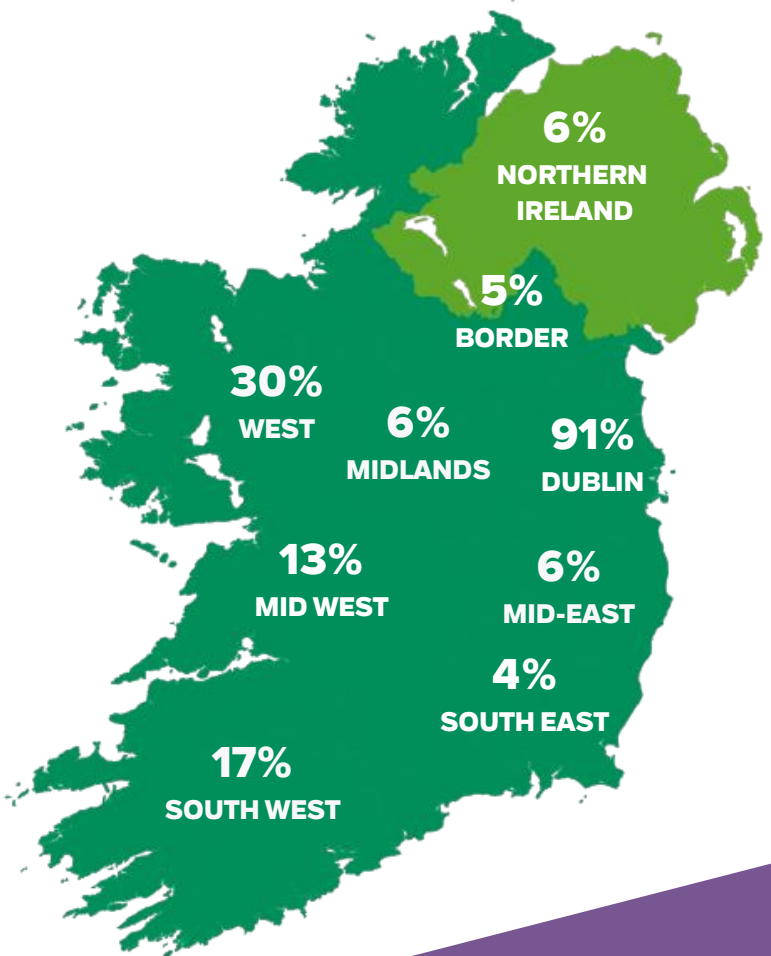 6%
NORTHERN
IRELAND
5%
BORDER
30%
WEST
6%
MIDLANDS
91%
DUBLIN
13%
MID WEST
6%
MID-EAST
4%
SOUTH EAST
17%
SOUTH WEST